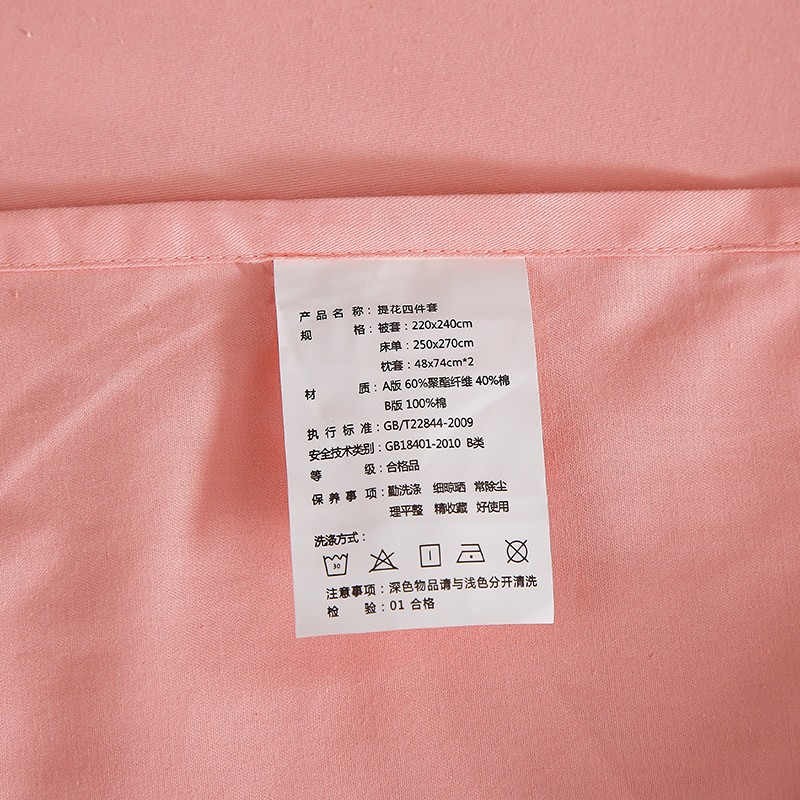 产品名称：提花四件套
规格：被套：220x240cm
床单：250x270cm
枕套：48x74cm*2
材质：A版 60%聚酯纤维 40%棉
B版 100%棉
执行标准：GB/T22844-2009
安全技术类别：GB18401-2010 B类
等级：合格品
保养事项：勤洗涤 细晾晒 常除尘
理平整 精收藏 好使用
洗涤方式：
30
注意事项：深色物品请与浅色分开清洗
检验：01 合格